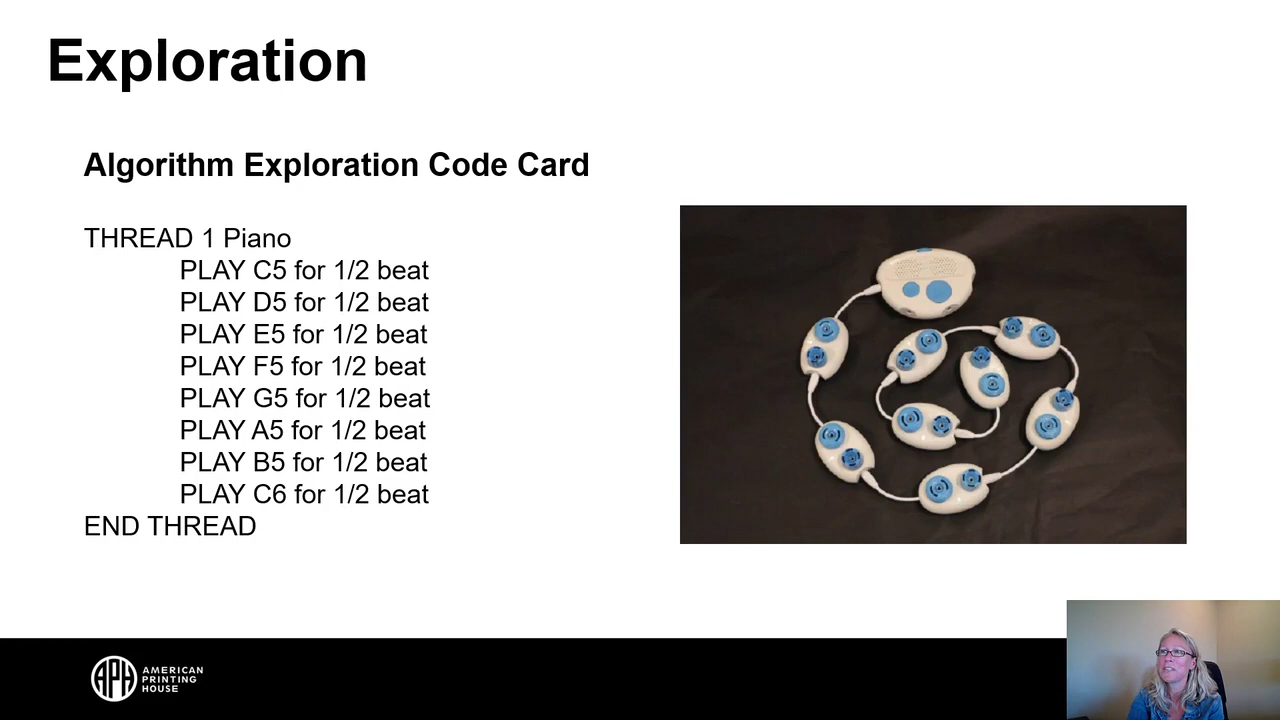 Exploration
Algorithm Exploration Code Card
THREAD 1 Piano
PLAY C5 for 1/2 beat
PLAY D5 for 1/2 beat
PLAY E5 for 1/2 beat
PLAY F5 for 1/2 beat
PLAY G5 for 1/2 beat
PLAY A5 for 1/2 beat
PLAY B5 for 1/2 beat
PLAY C6 for 1/2 beat
END THREAD
APH
AMERICAN
PRINTING
HOUSE